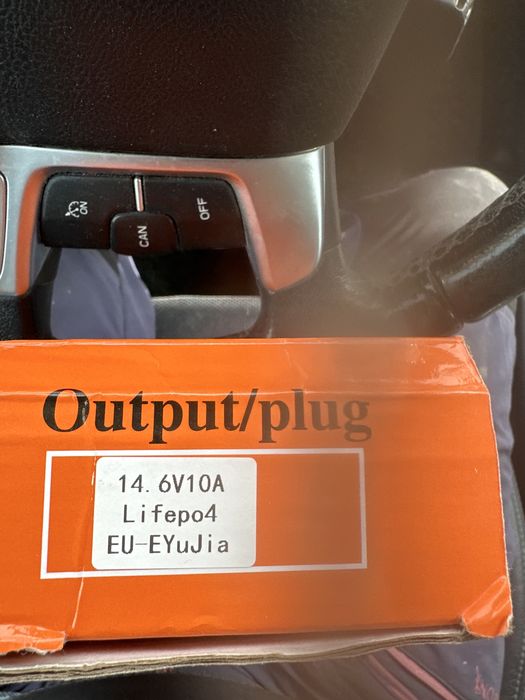 ON
CAN
OFF
Output/plug
14.6V10A
Lifepo4
EU-EYuJia